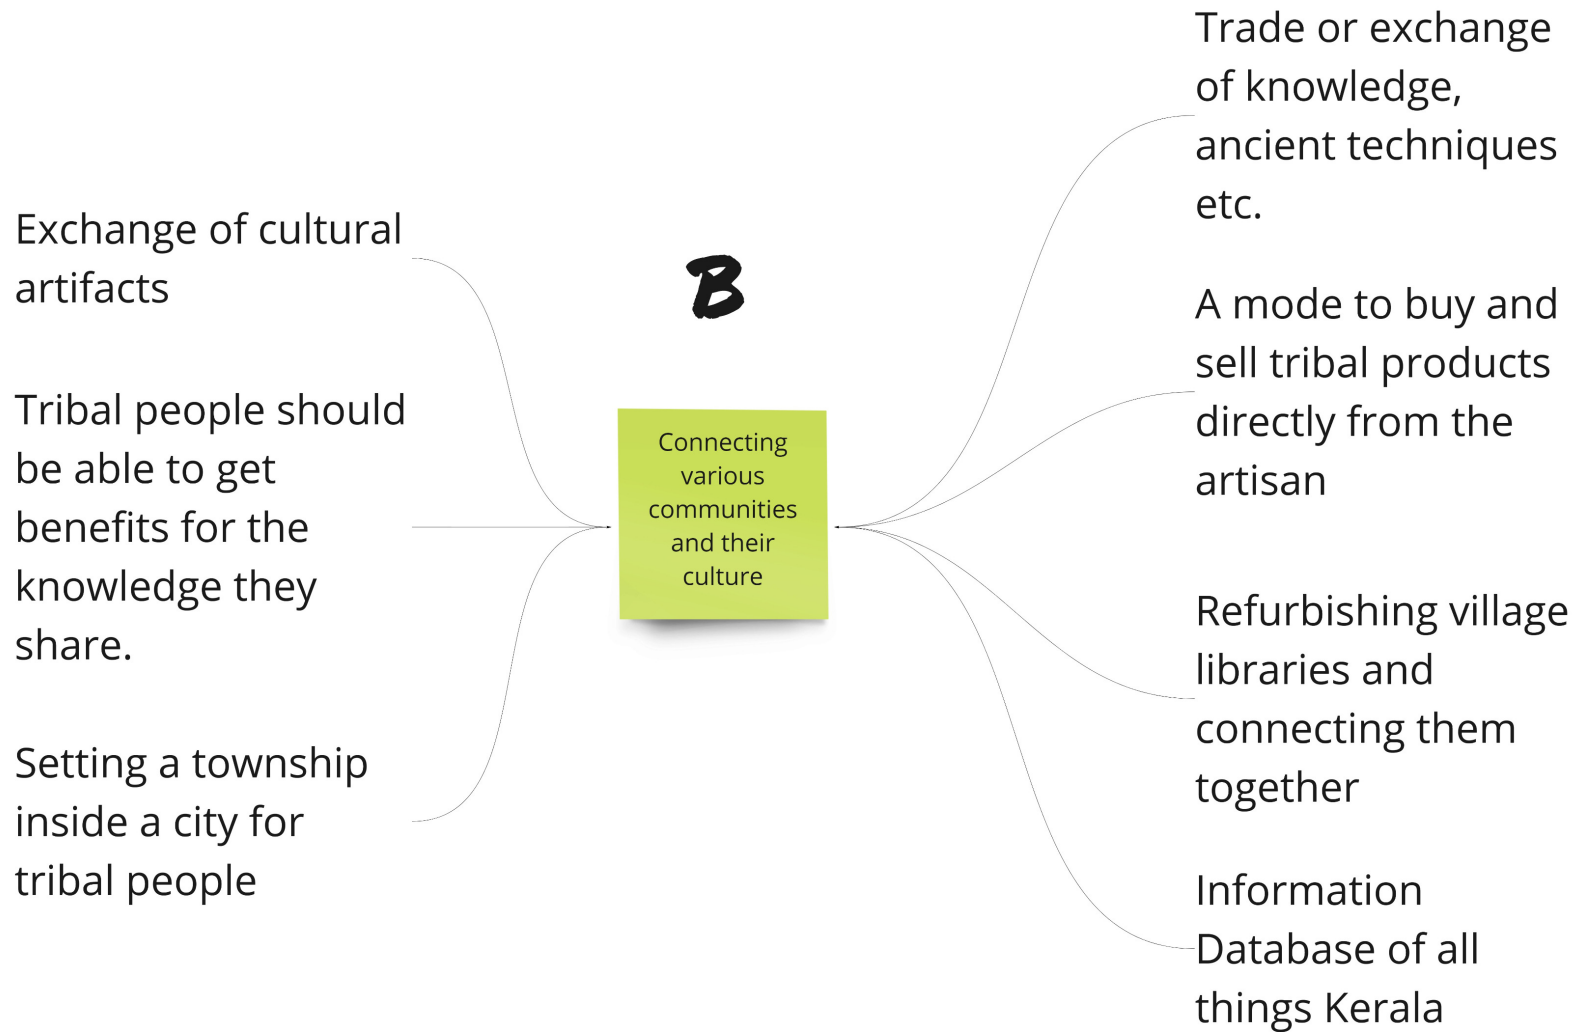 Exchange of cultural
artifacts
Tribal people should
be able to get
benefits for the
knowledge they
share.
Setting a township
inside a city for
tribal people
B
Connecting
various
communities
and their
culture
Trade or exchange
of knowledge,
ancient techniques
etc.
A mode to buy and
sell tribal products
directly from the
artisan
Refurbishing village
libraries and
connecting them
together
Information
Database of all
things Kerala